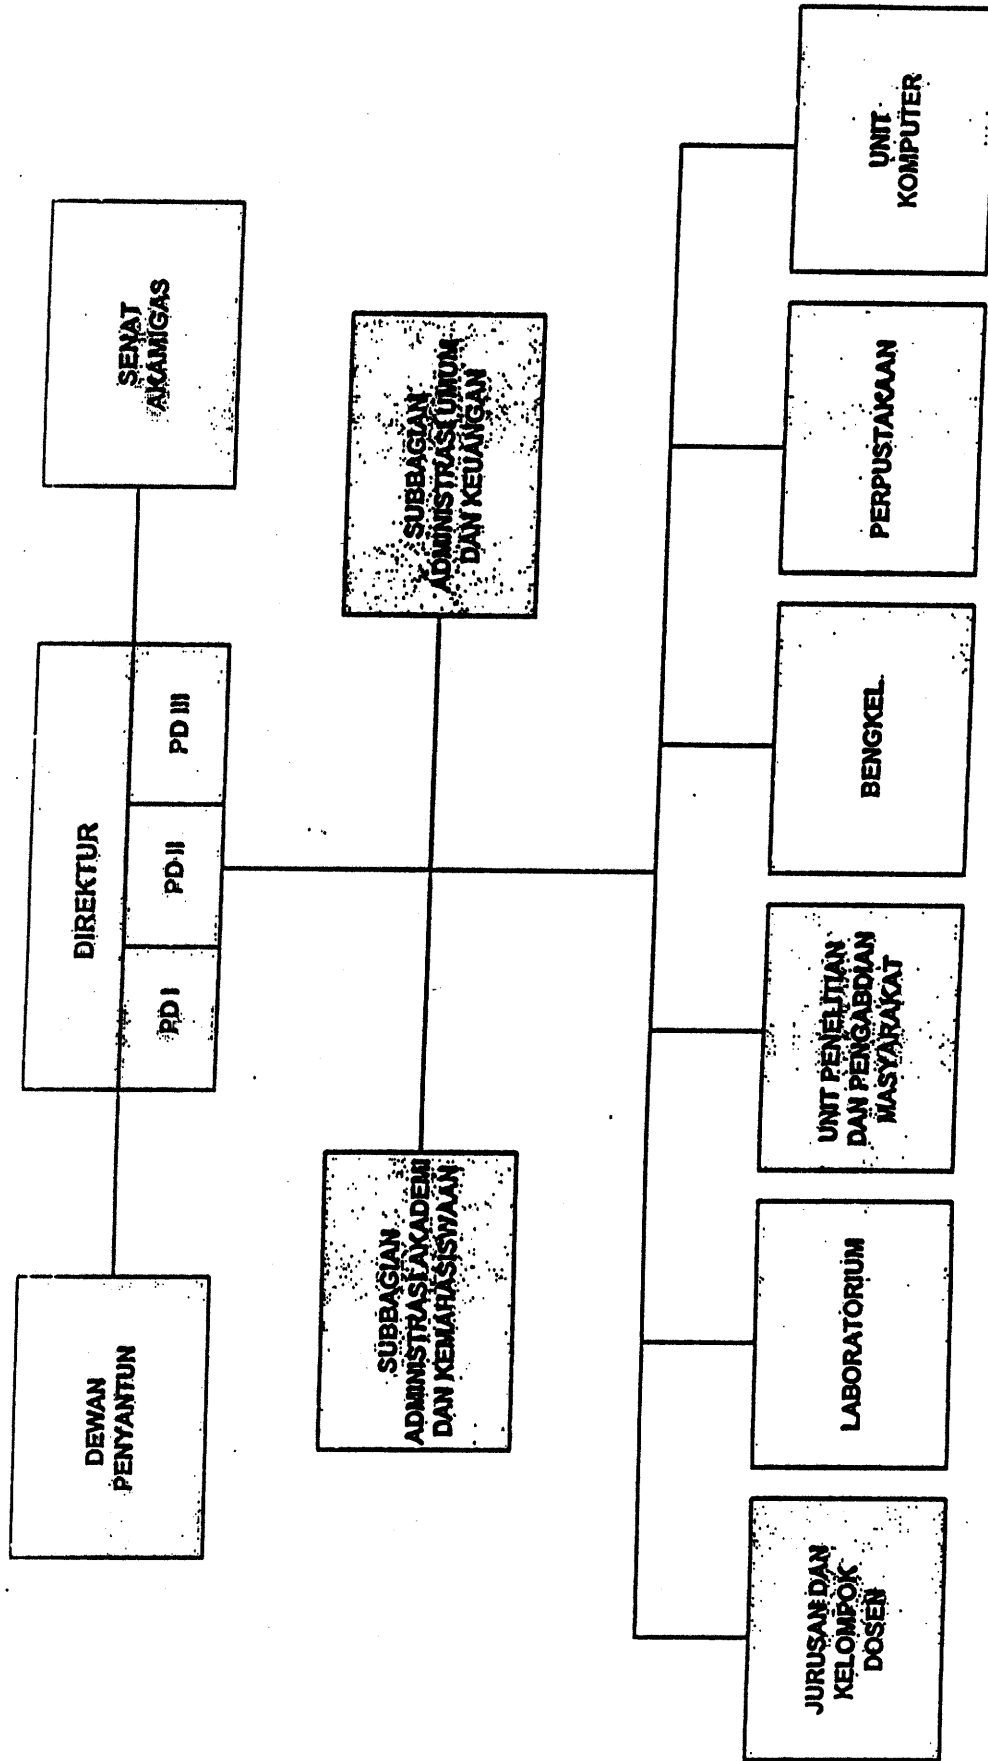 DEWAN
PENYANTUN
DIREKTUR
PD I
PD II
PD III
SENAT
AKAMIGAS
SUBBAGIAN
ADMINISTRASI AKADEMI
DAN KEMAHASISWAAN
SUBBAGIAN
ADMINISTRASI UMUM
DAN KEUANGAN
JURUSAN DAN
KELOMPOK
DOSEN
LABORATORIUM
UNIT PENELITIAN
DAN PENGABDIAN
MASYARAKAT
BENGKEL
PERPUSTAKAAN
UNIT
KOMPUTER